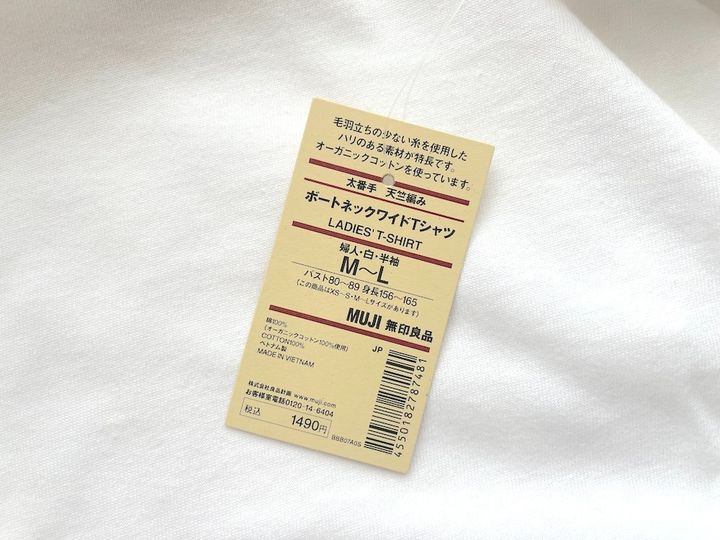 毛羽立ちの少ない糸を使用した
ハリのある素材が特長です。
オーガニックコットンを使っています。
太番手 天竺編み
ボートネックワイドTシャツ
LADIES' T-SHIRT
婦人・白・半袖
M〜L
バスト80〜89 身長156〜165
(この商品はXS〜S・M〜Lサイズがあります)
MUJI 無印良品
JP
綿100%
(オーガニックコットン100%使用)
COTTON100%
ベトナム製
MADE IN VIETNAM
株式会社良品計画 www.muji.com
お客様室電話0120-14-6404
税込 1490円
BBB07A0S
4550182787481